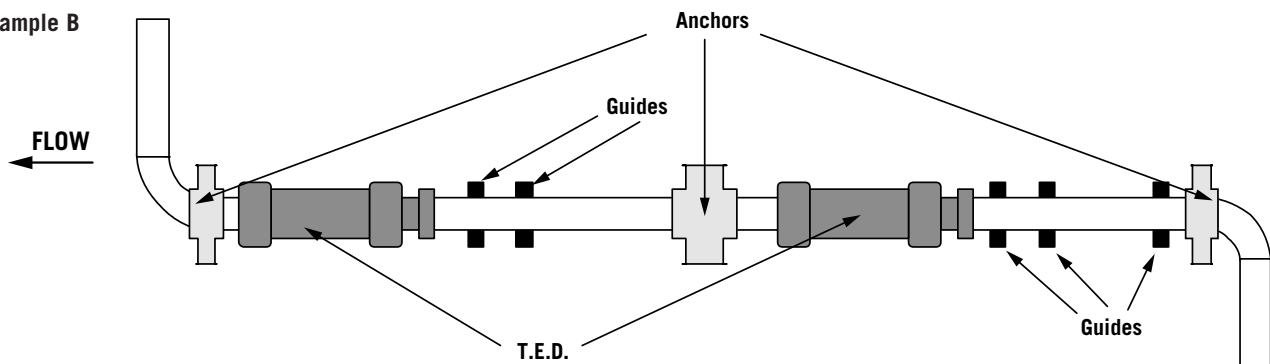 ample B
Anchors
Guides
FLOW
Guides
T.E.D.